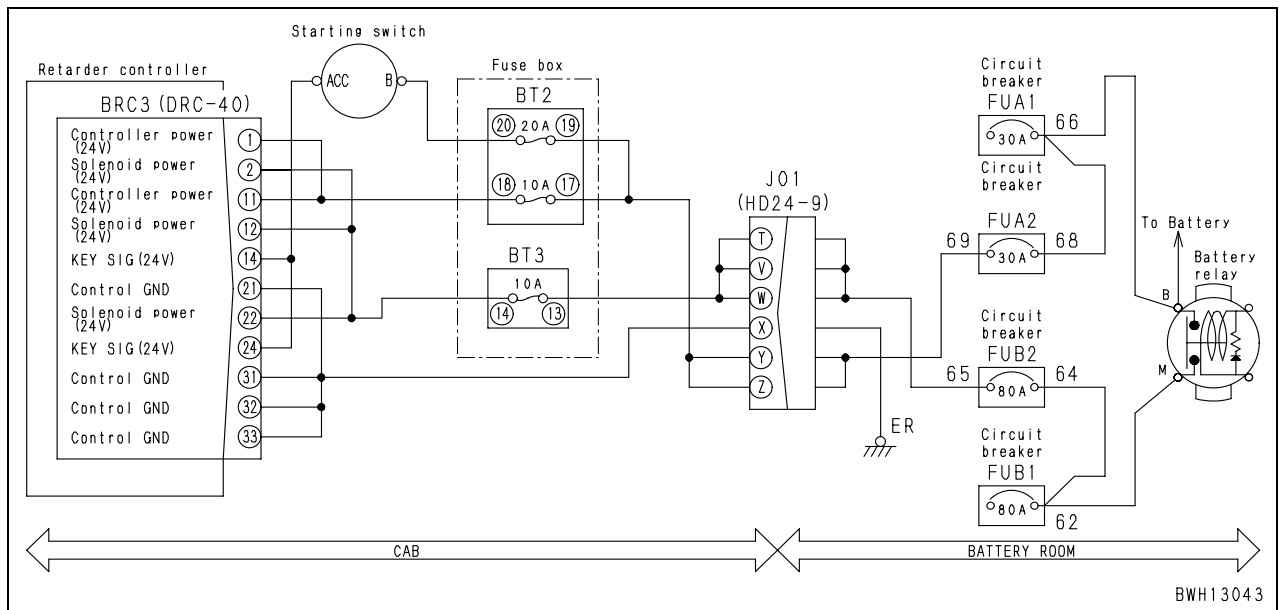 Starting switch
Retarder controller
ACC
B
Fuse box
BRC3 (DRC-40)
BT2
Controller power
(24V)
1
Solenoid power
(24V)
2
Controller power
(24V)
11
Solenoid power
(24V)
12
KEY SIG(24V)
14
Control GND
21
Solenoid power
(24V)
22
KEY SIG(24V)
24
Control GND
31
Control GND
32
Control GND
33
20 20A 19
18 10A 17
BT3
10A
14 13
J01
(HD24-9)
T
V
W
X
Y
Z
ER
Circuit
breaker
FUA1
30A
66
Circuit
breaker
FUA2
69
30A
68
Circuit
breaker
FUB2
65
80A
64
Circuit
breaker
FUB1
80A
62
To Battery
Battery
relay
B
M
CAB
BATTERY ROOM
BWH13043